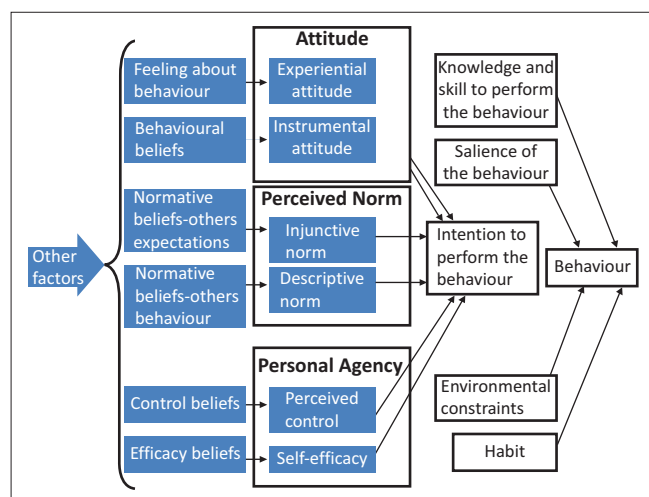 Other
factors
Feeling about
behaviour
Behavioural
beliefs
Normative
beliefs-others
expectations
Normative
beliefs-others
behaviour
Control beliefs
Efficacy beliefs
Attitude
Experiential
attitude
Instrumental
attitude
Perceived Norm
Injunctive
norm
Descriptive
norm
Personal Agency
Perceived
control
Self-efficacy
Intention to
perform the
behaviour
Knowledge and
skill to perform
the behaviour
Salience of
the behaviour
Behaviour
Environmental
constraints
Habit